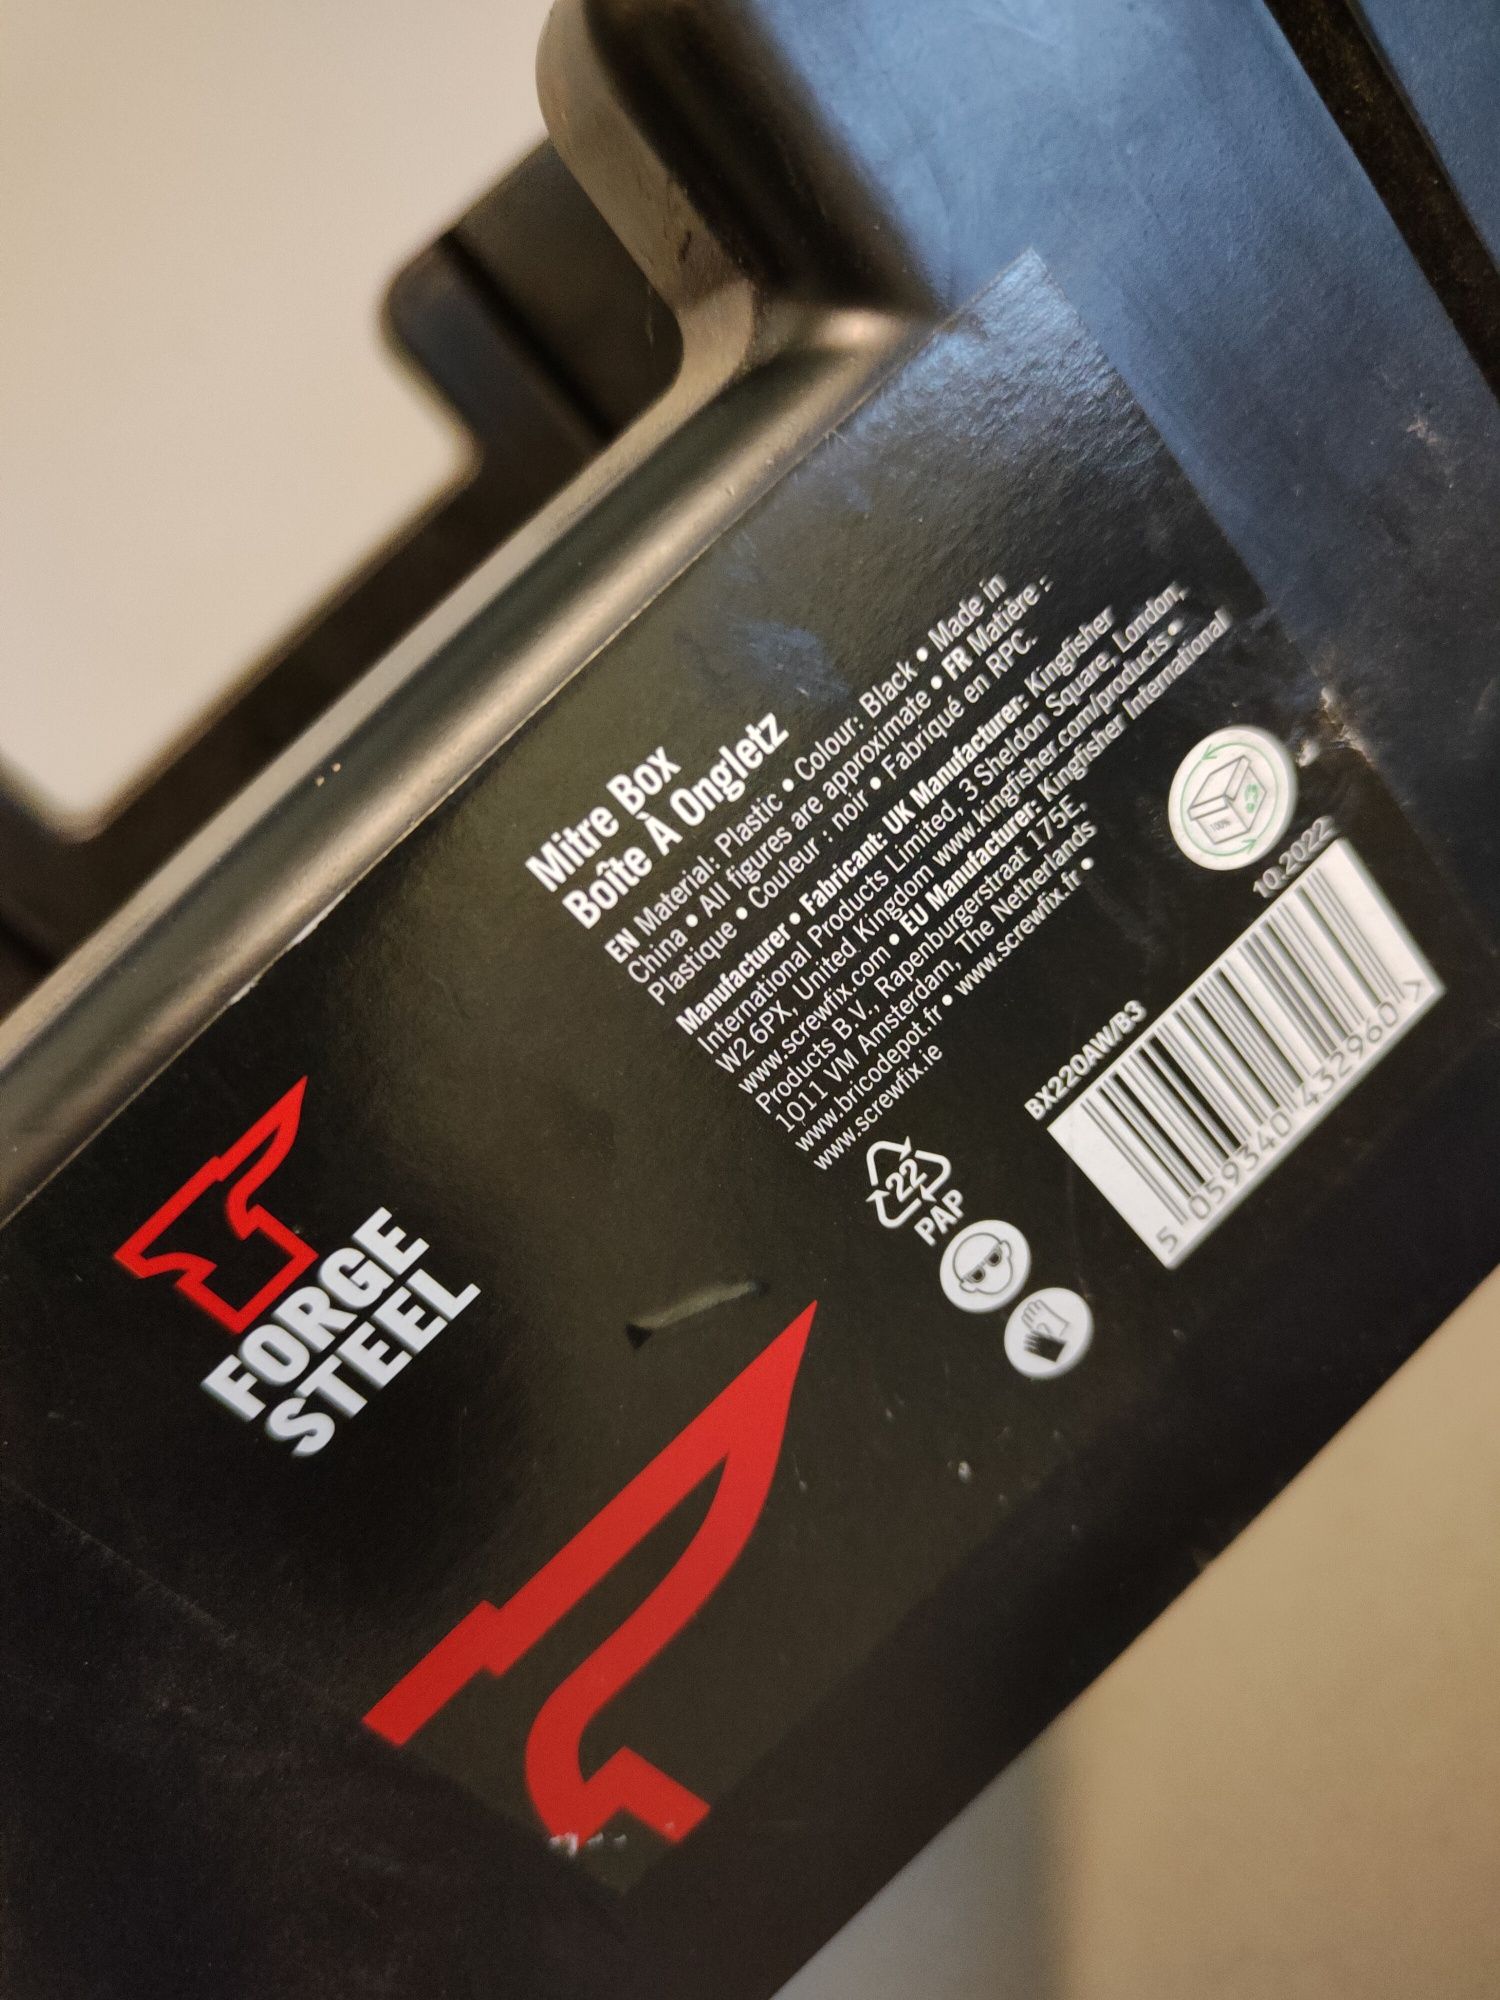 FORGE
STEEL
Mitre Box
Boîte À Ongletz
EN Material: Plastic • Colour: Black • Made in
China • All figures are approximate • FR Matière :
Plastique • Couleur : noir • Fabriqué en RPC.
Manufacturer • Fabricant: UK Manufacturer: Kingfisher
International Products Limited, 3 Sheldon Square, London,
W2 6PX, United Kingdom www.kingfisher.com/products •
www.screwfix.com • EU Manufacturer: Kingfisher International
Products B.V., Rapenburgerstraat 175E,
1011 VM Amsterdam, The Netherlands
www.bricodepot.fr • www.screwfix.fr •
www.screwfix.ie
22
PAP
100%
10.2022
BX220AW/B3
5 059340 432960 >